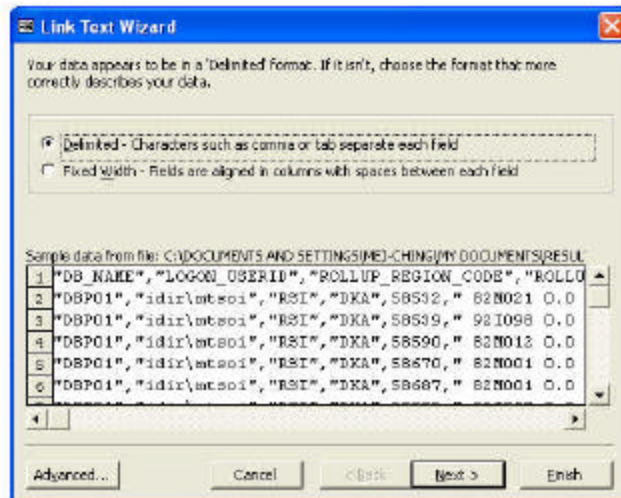 Link Text Wizard
Your data appears to be in a 'Delimited' format. If it isn't, choose the format that more
correctly describes your data.
Delimited - Characters such as comma or tab separate each field
Fixed Width - Fields are aligned in columns with spaces between each field
Sample data from file: C:\DOCUMENTS AND SETTINGS\MEI-CHING\MY DOCUMENTS\RESUL
1 "DB_NAME","LOGON_USERID","ROLLUP_REGION_CODE","ROLLU
2 "DBP01","idir\mtsoi","RSI","DKA",58532," 82M021 0.0
3 "DBP01","idir\mtsoi","RSI","DKA",58539," 92I098 0.0
4 "DBP01","idir\mtsoi","RSI","DKA",58590," 82M012 0.0
5 "DBP01","idir\mtsoi","RSI","DKA",58670," 82M001 0.0
6 "DBP01","idir\mtsoi","RSI","DKA",58687," 82M001 0.0
Advanced... Cancel < Back Next > Finish